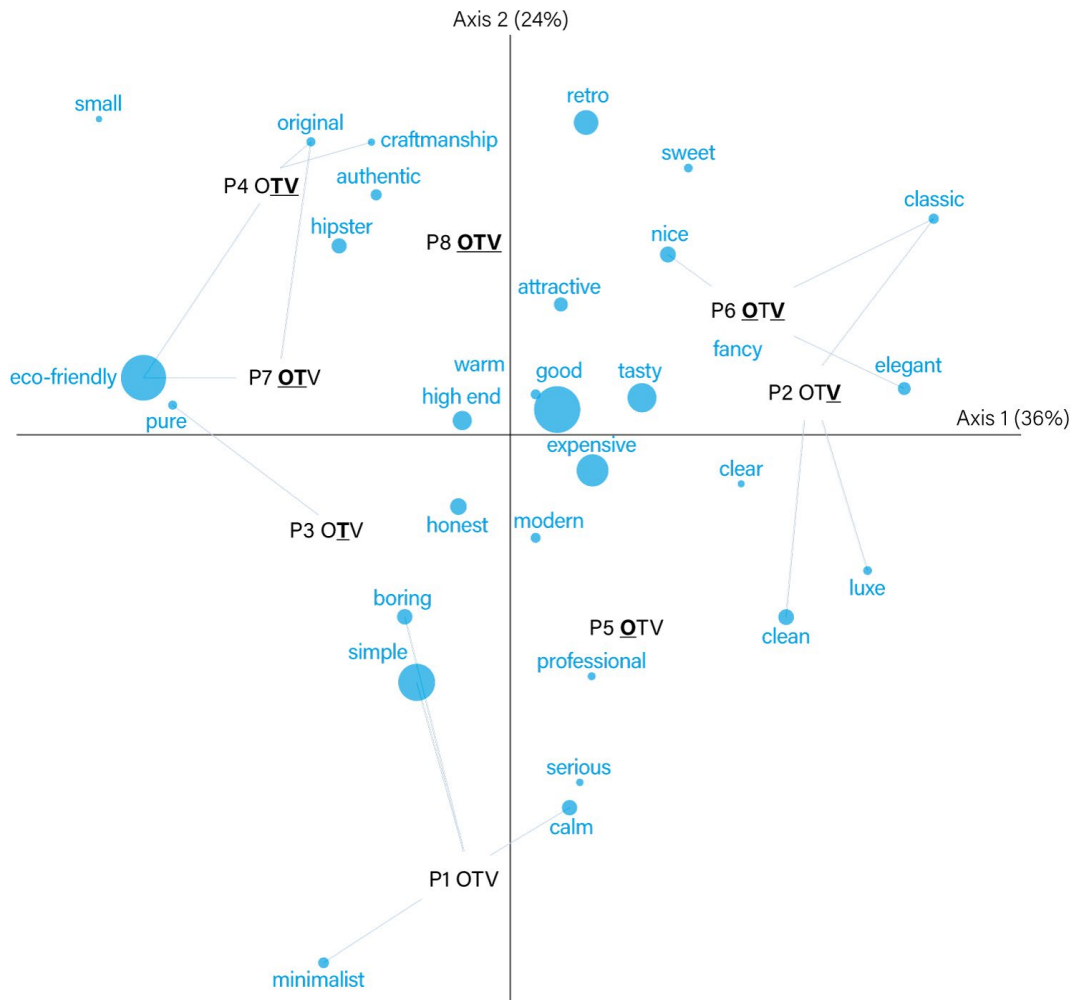 Axis 2 (24%)
small
retro
original
craftmanship
sweet
authentic
P4 OTV
classic
hipster
nice
P8 OTV
attractive
P6 OTV
fancy
warm
good
tasty
elegant
eco-friendly
P7 OTV
P2 OTV
high end
pure
Axis 1 (36%)
expensive
clear
honest
modern
P3 OTV
luxe
boring
P5 OTV
clean
simple
professional
serious
calm
P1 OTV
minimalist